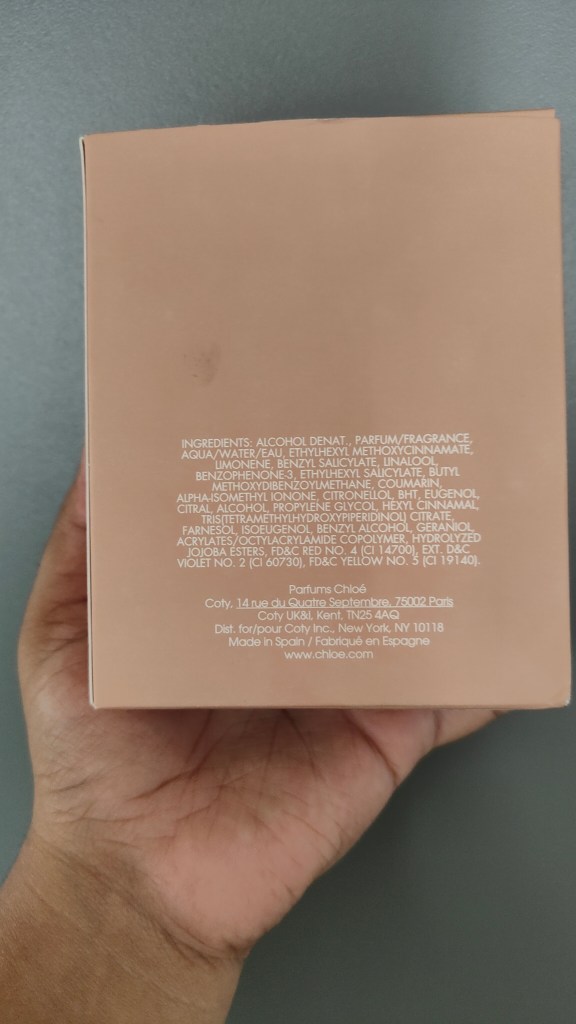 INGREDIENTS: ALCOHOL DENAT., PARFUM/FRAGRANCE,
AQUA/WATER/EAU, ETHYLHEXYL METHOXYCINNAMATE,
LIMONENE, BENZYL SALICYLATE, LINALOOL,
BENZOPHENONE-3, ETHYLHEXYL SALICYLATE, BUTYL
METHOXYDIBENZOYLMETHANE, COUMARIN,
ALPHA-ISOMETHYL IONONE, CITRONELLOL, BHT, EUGENOL,
CITRAL, ALCOHOL, PROPYLENE GLYCOL, HEXYL CINNAMAL,
TRIS(TETRAMETHYLHYDROXYPIPERIDINOL) CITRATE,
FARNESOL, ISOEUGENOL, BENZYL ALCOHOL, GERANIOL,
ACRYLATES/OCTYLACRYLAMIDE COPOLYMER, HYDROLYZED
JOJOBA ESTERS, FD&C RED NO. 4 (CI 14700), EXT. D&C
VIOLET NO. 2 (CI 60730), FD&C YELLOW NO. 5 (CI 19140).
Parfums Chloé
Coty, 14 rue du Quatre Septembre, 75002 Paris
Coty UK&I, Kent, TN25 4AQ
Dist. for/pour Coty Inc., New York, NY 10118
Made in Spain / Fabriqué en Espagne
www.chloe.com